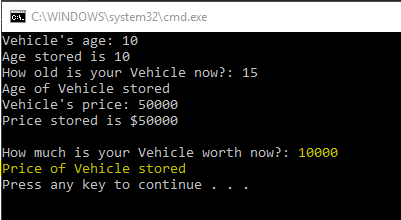 C:\WINDOWS\system32\cmd.exe
Vehicle's age: 10
Age stored is 10
How old is your Vehicle now?: 15
Age of Vehicle stored
Vehicle's price: 50000
Price stored is $50000
How much is your Vehicle worth now?: 10000
Price of Vehicle stored
Press any key to continue . . .